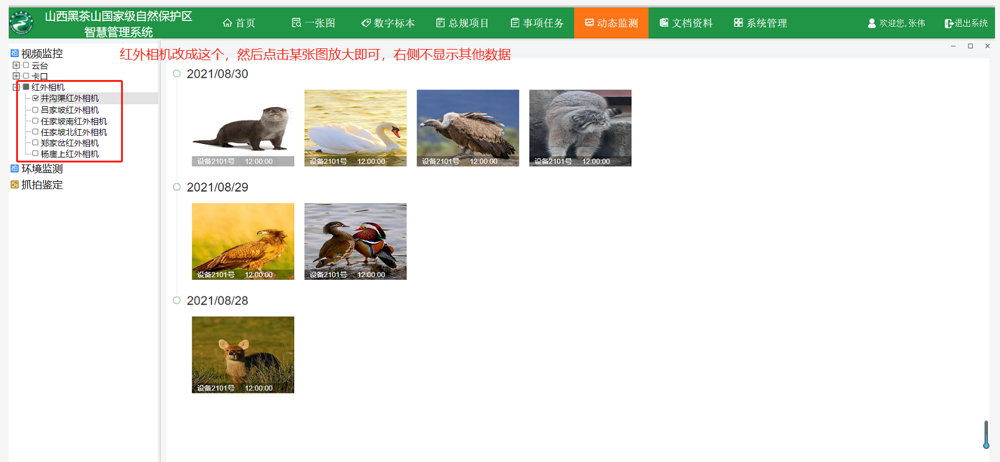 山西黑茶山国家级自然保护区
智慧管理系统
首页
一张图
数字标本
总规项目
事项任务
动态监测
文档资料
系统管理
欢迎您,张伟
退出系统
视频监控
红外相机改成这个，然后点击某张图放大即可，右侧不显示其他数据
云台
卡口
红外相机
井沟渠红外相机
吕家坡红外相机
任家坡南红外相机
任家坡北红外相机
郑家岔红外相机
杨崖上红外相机
环境监测
抓拍鉴定
2021/08/30
设备2101号 12:00:00
设备2101号 12:00:00
设备2101号 12:00:00
设备2101号 12:00:00
2021/08/29
设备2101号 12:00:00
设备2101号 12:00:00
2021/08/28
设备2101号 12:00:00